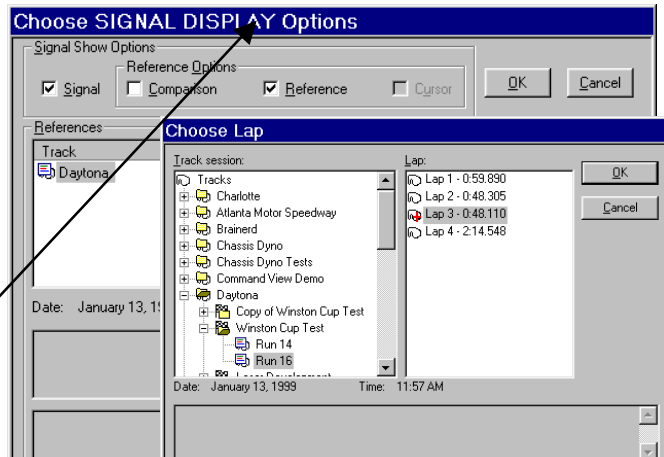 Choose SIGNAL DISPLAY Options
Signal Show Options
Reference Options
Signal
Comparison
Reference
Cursor
OK
Cancel
References
Track
Daytona
Date: January 13, 1
Choose Lap
Track session:
Tracks
Charlotte
Atlanta Motor Speedway
Brainerd
Chassis Dyno
Chassis Dyno Tests
Command View Demo
Daytona
Copy of Winston Cup Test
Winston Cup Test
Run 14
Run 16
Date: January 13, 1999 Time: 11:57 AM
Lap:
Lap 1 - 0:59.890
Lap 2 - 0:48.305
Lap 3 - 0:48.110
Lap 4 - 2:14.548
OK
Cancel